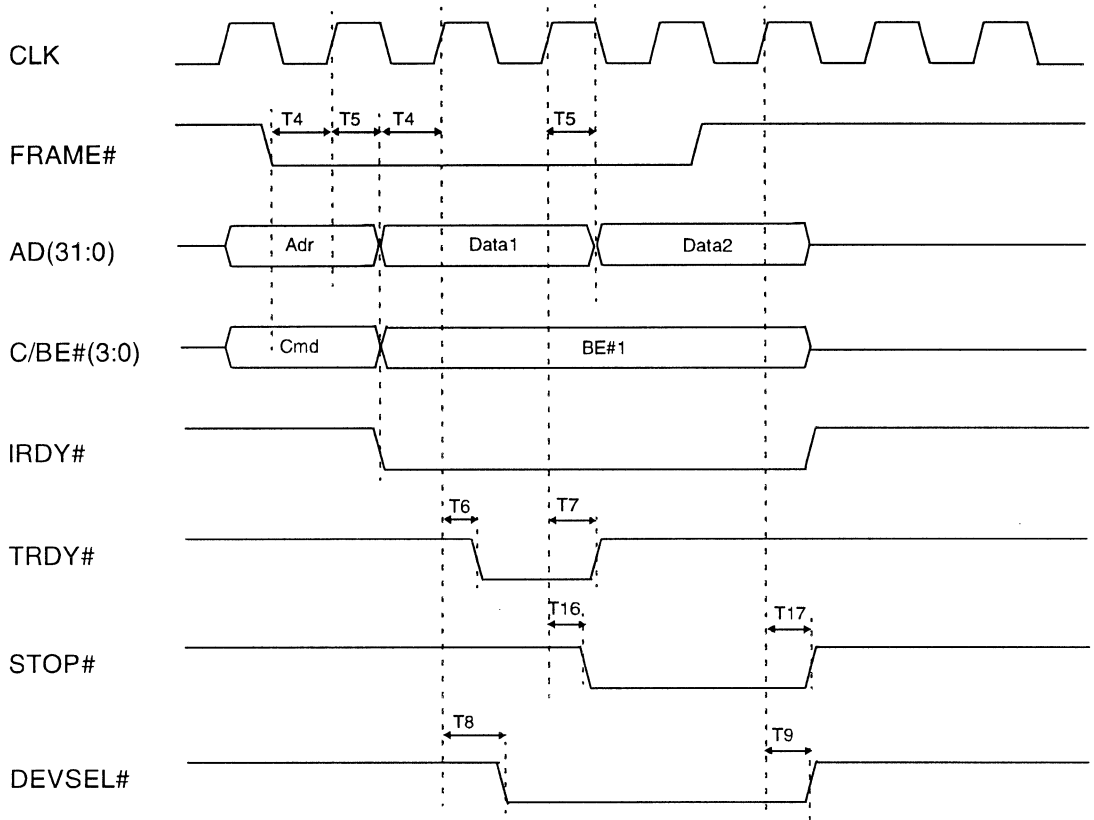 CLK
T4 T5 T4 T5
FRAME#
AD(31:0) Adr Data1 Data2
C/BE#(3:0) Cmd BE#1
IRDY#
T6 T7
TRDY#
T16 T17
STOP#
T8 T9
DEVSEL#